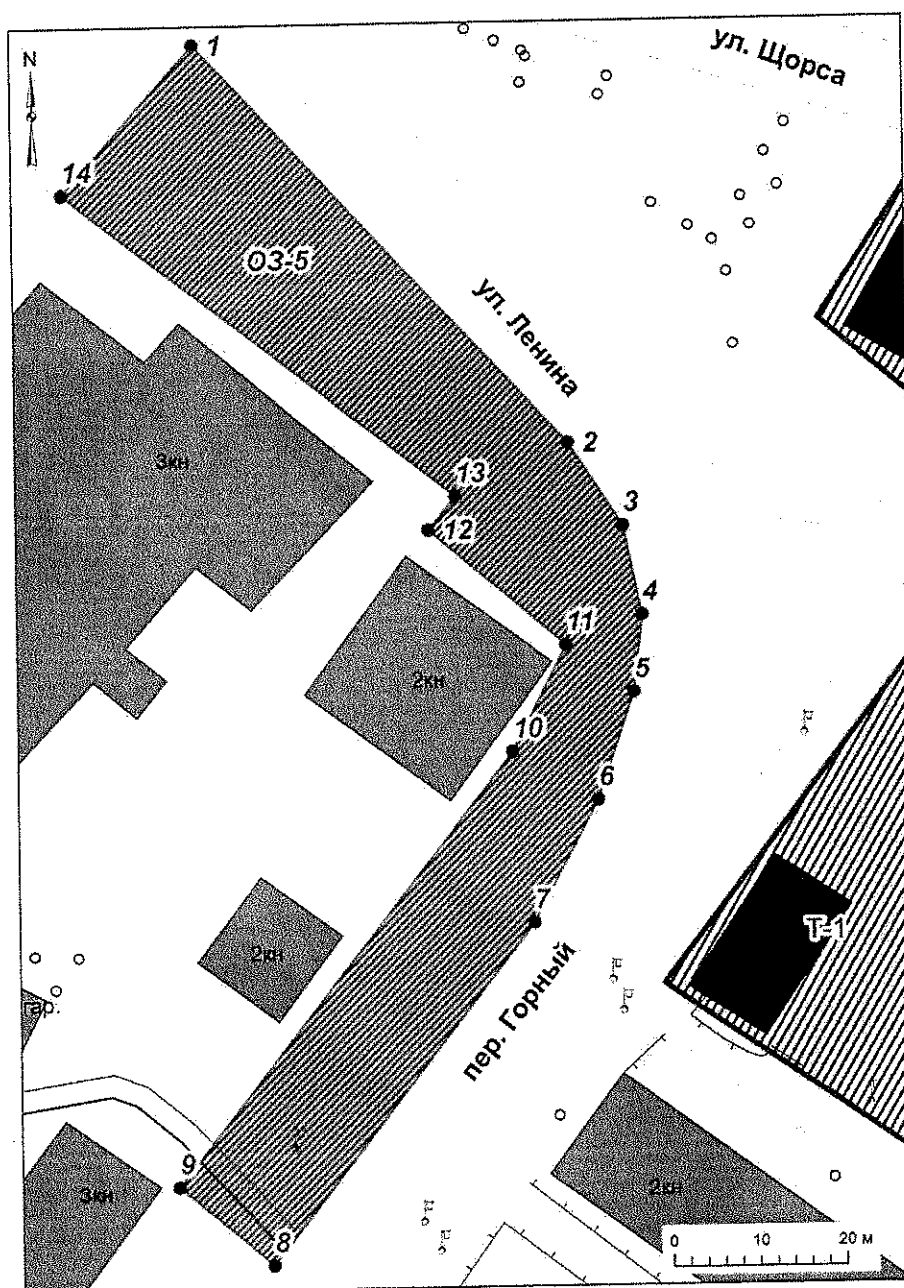 1
ул. Щорса
N
14
ОЗ-5
ул. Ленина
2
3кн
13
3
12
4
11
2кн
5
10
6
7
Т-1
2кн
гар.
пер. Горный
9
3кн
2кн
8
0 10 20 м